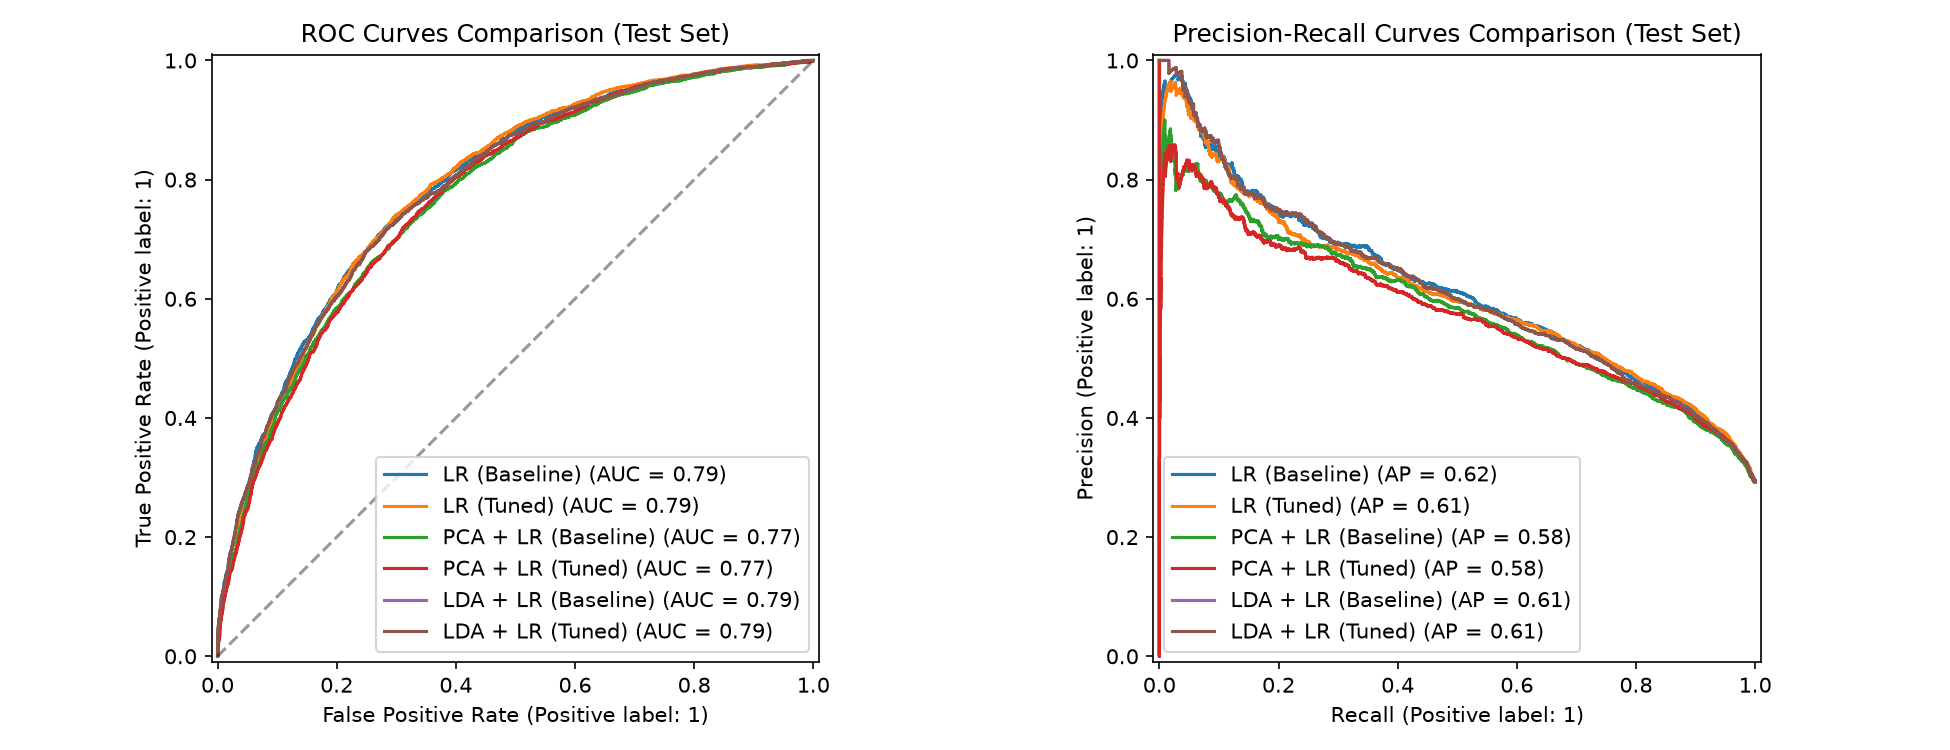 ROC Curves Comparison (Test Set)
True Positive Rate (Positive label: 1)
1.0
0.8
0.6
0.4
0.2
0.0
LR (Baseline) (AUC = 0.79)
LR (Tuned) (AUC = 0.79)
PCA + LR (Baseline) (AUC = 0.77)
PCA + LR (Tuned) (AUC = 0.77)
LDA + LR (Baseline) (AUC = 0.79)
LDA + LR (Tuned) (AUC = 0.79)
0.0 0.2 0.4 0.6 0.8 1.0
False Positive Rate (Positive label: 1)
Precision-Recall Curves Comparison (Test Set)
Precision (Positive label: 1)
1.0
0.8
0.6
0.4
0.2
0.0
LR (Baseline) (AP = 0.62)
LR (Tuned) (AP = 0.61)
PCA + LR (Baseline) (AP = 0.58)
PCA + LR (Tuned) (AP = 0.58)
LDA + LR (Baseline) (AP = 0.61)
LDA + LR (Tuned) (AP = 0.61)
0.0 0.2 0.4 0.6 0.8 1.0
Recall (Positive label: 1)